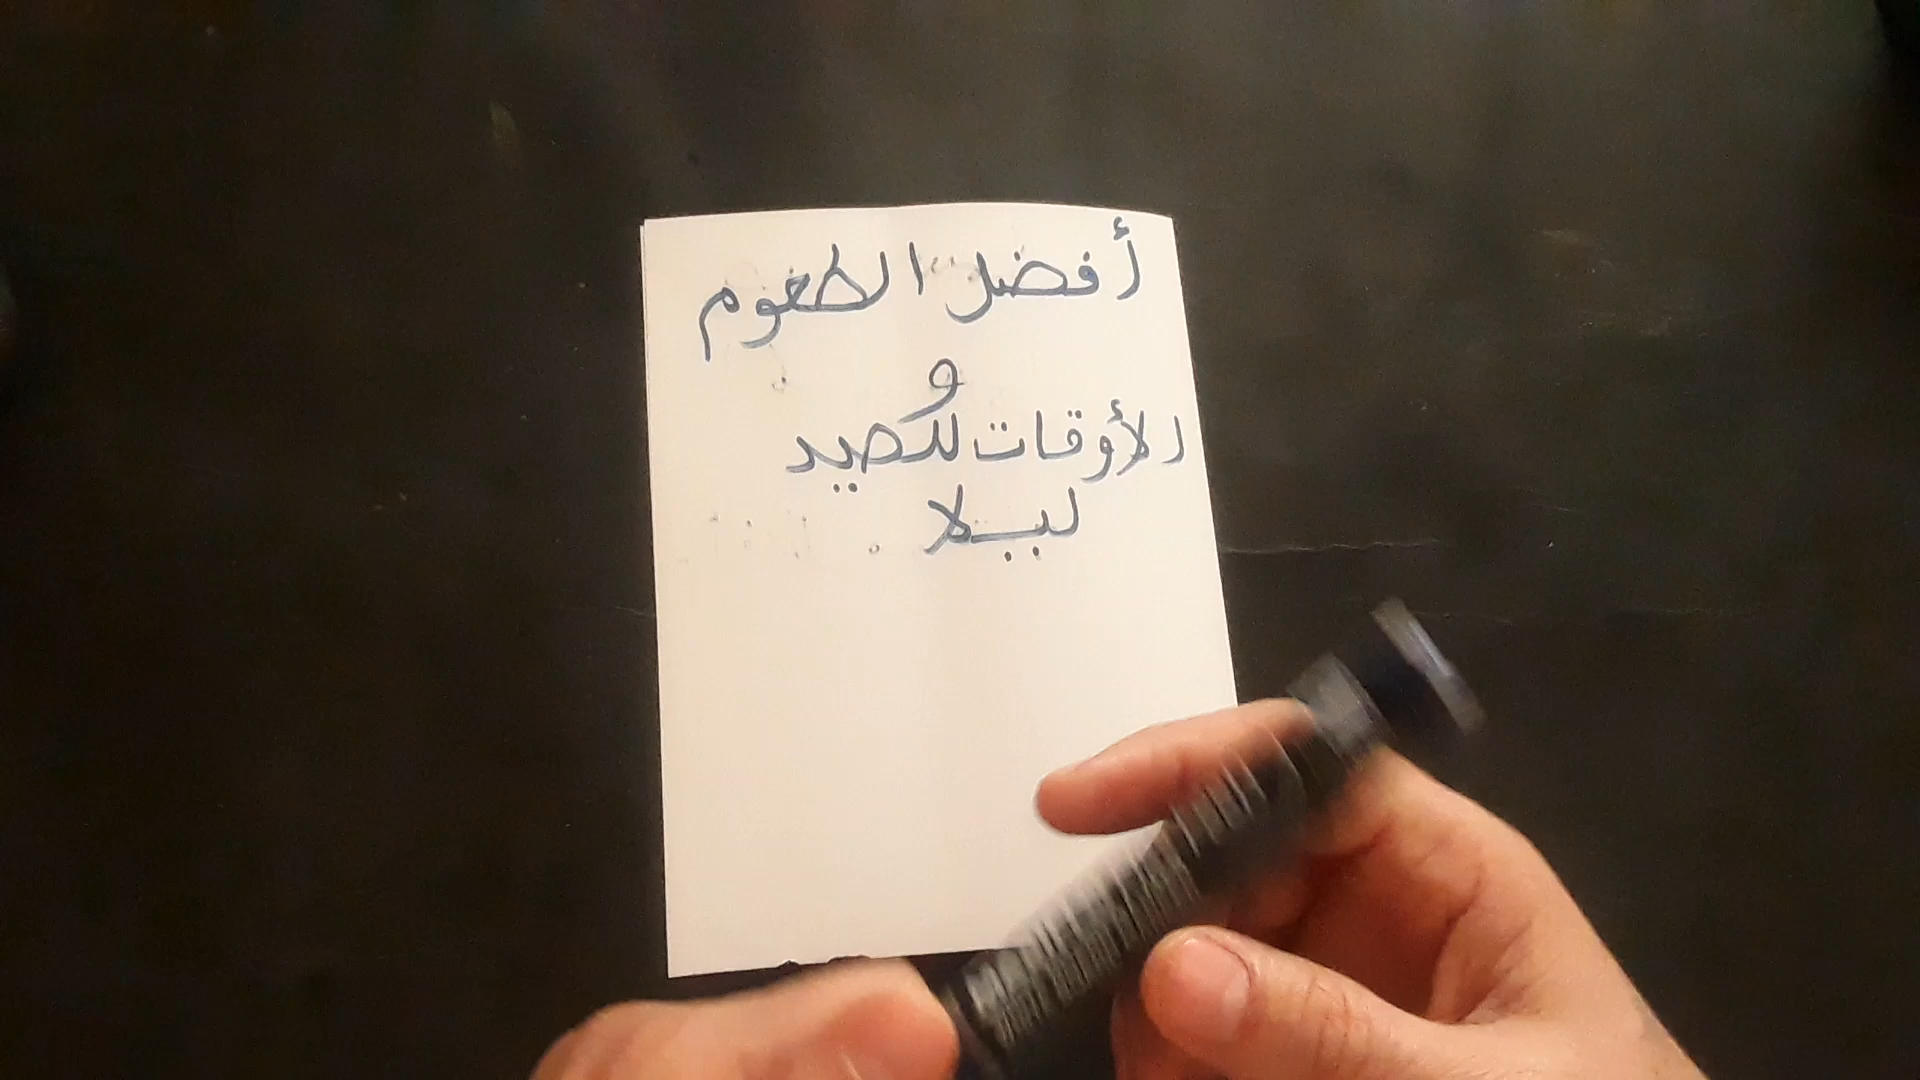 أفضل الطعوم
و
الأوقات للصيد
ليلا